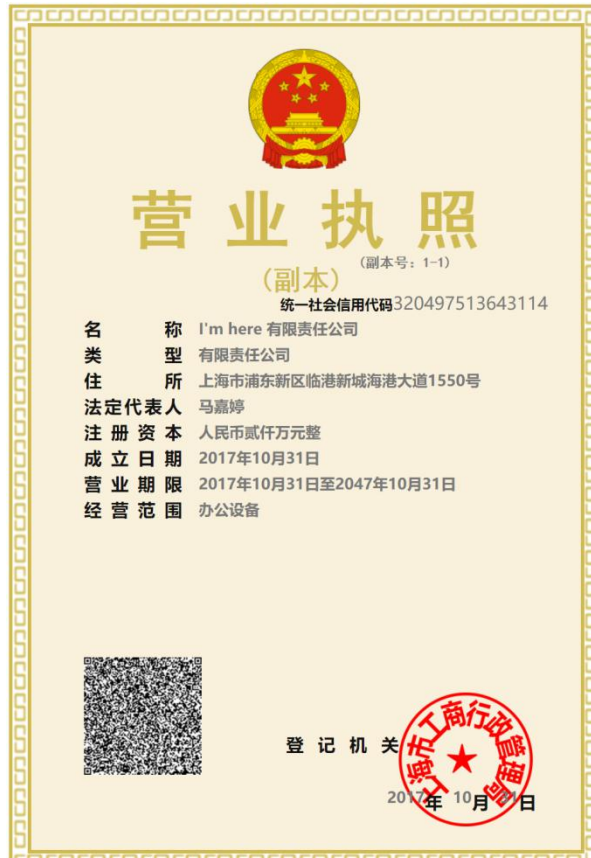 营业执照
(副本)
(副本号：1-1)
统一社会信用代码320497513643114
名称 I'm here 有限责任公司
类型 有限责任公司
住所 上海市浦东新区临港新城海港大道1550号
法定代表人 马嘉婷
注册资本 人民币贰仟万元整
成立日期 2017年10月31日
营业期限 2017年10月31日至2047年10月31日
经营范围 办公设备
登记机关
上海市工商行政管理局
2017年10月31日